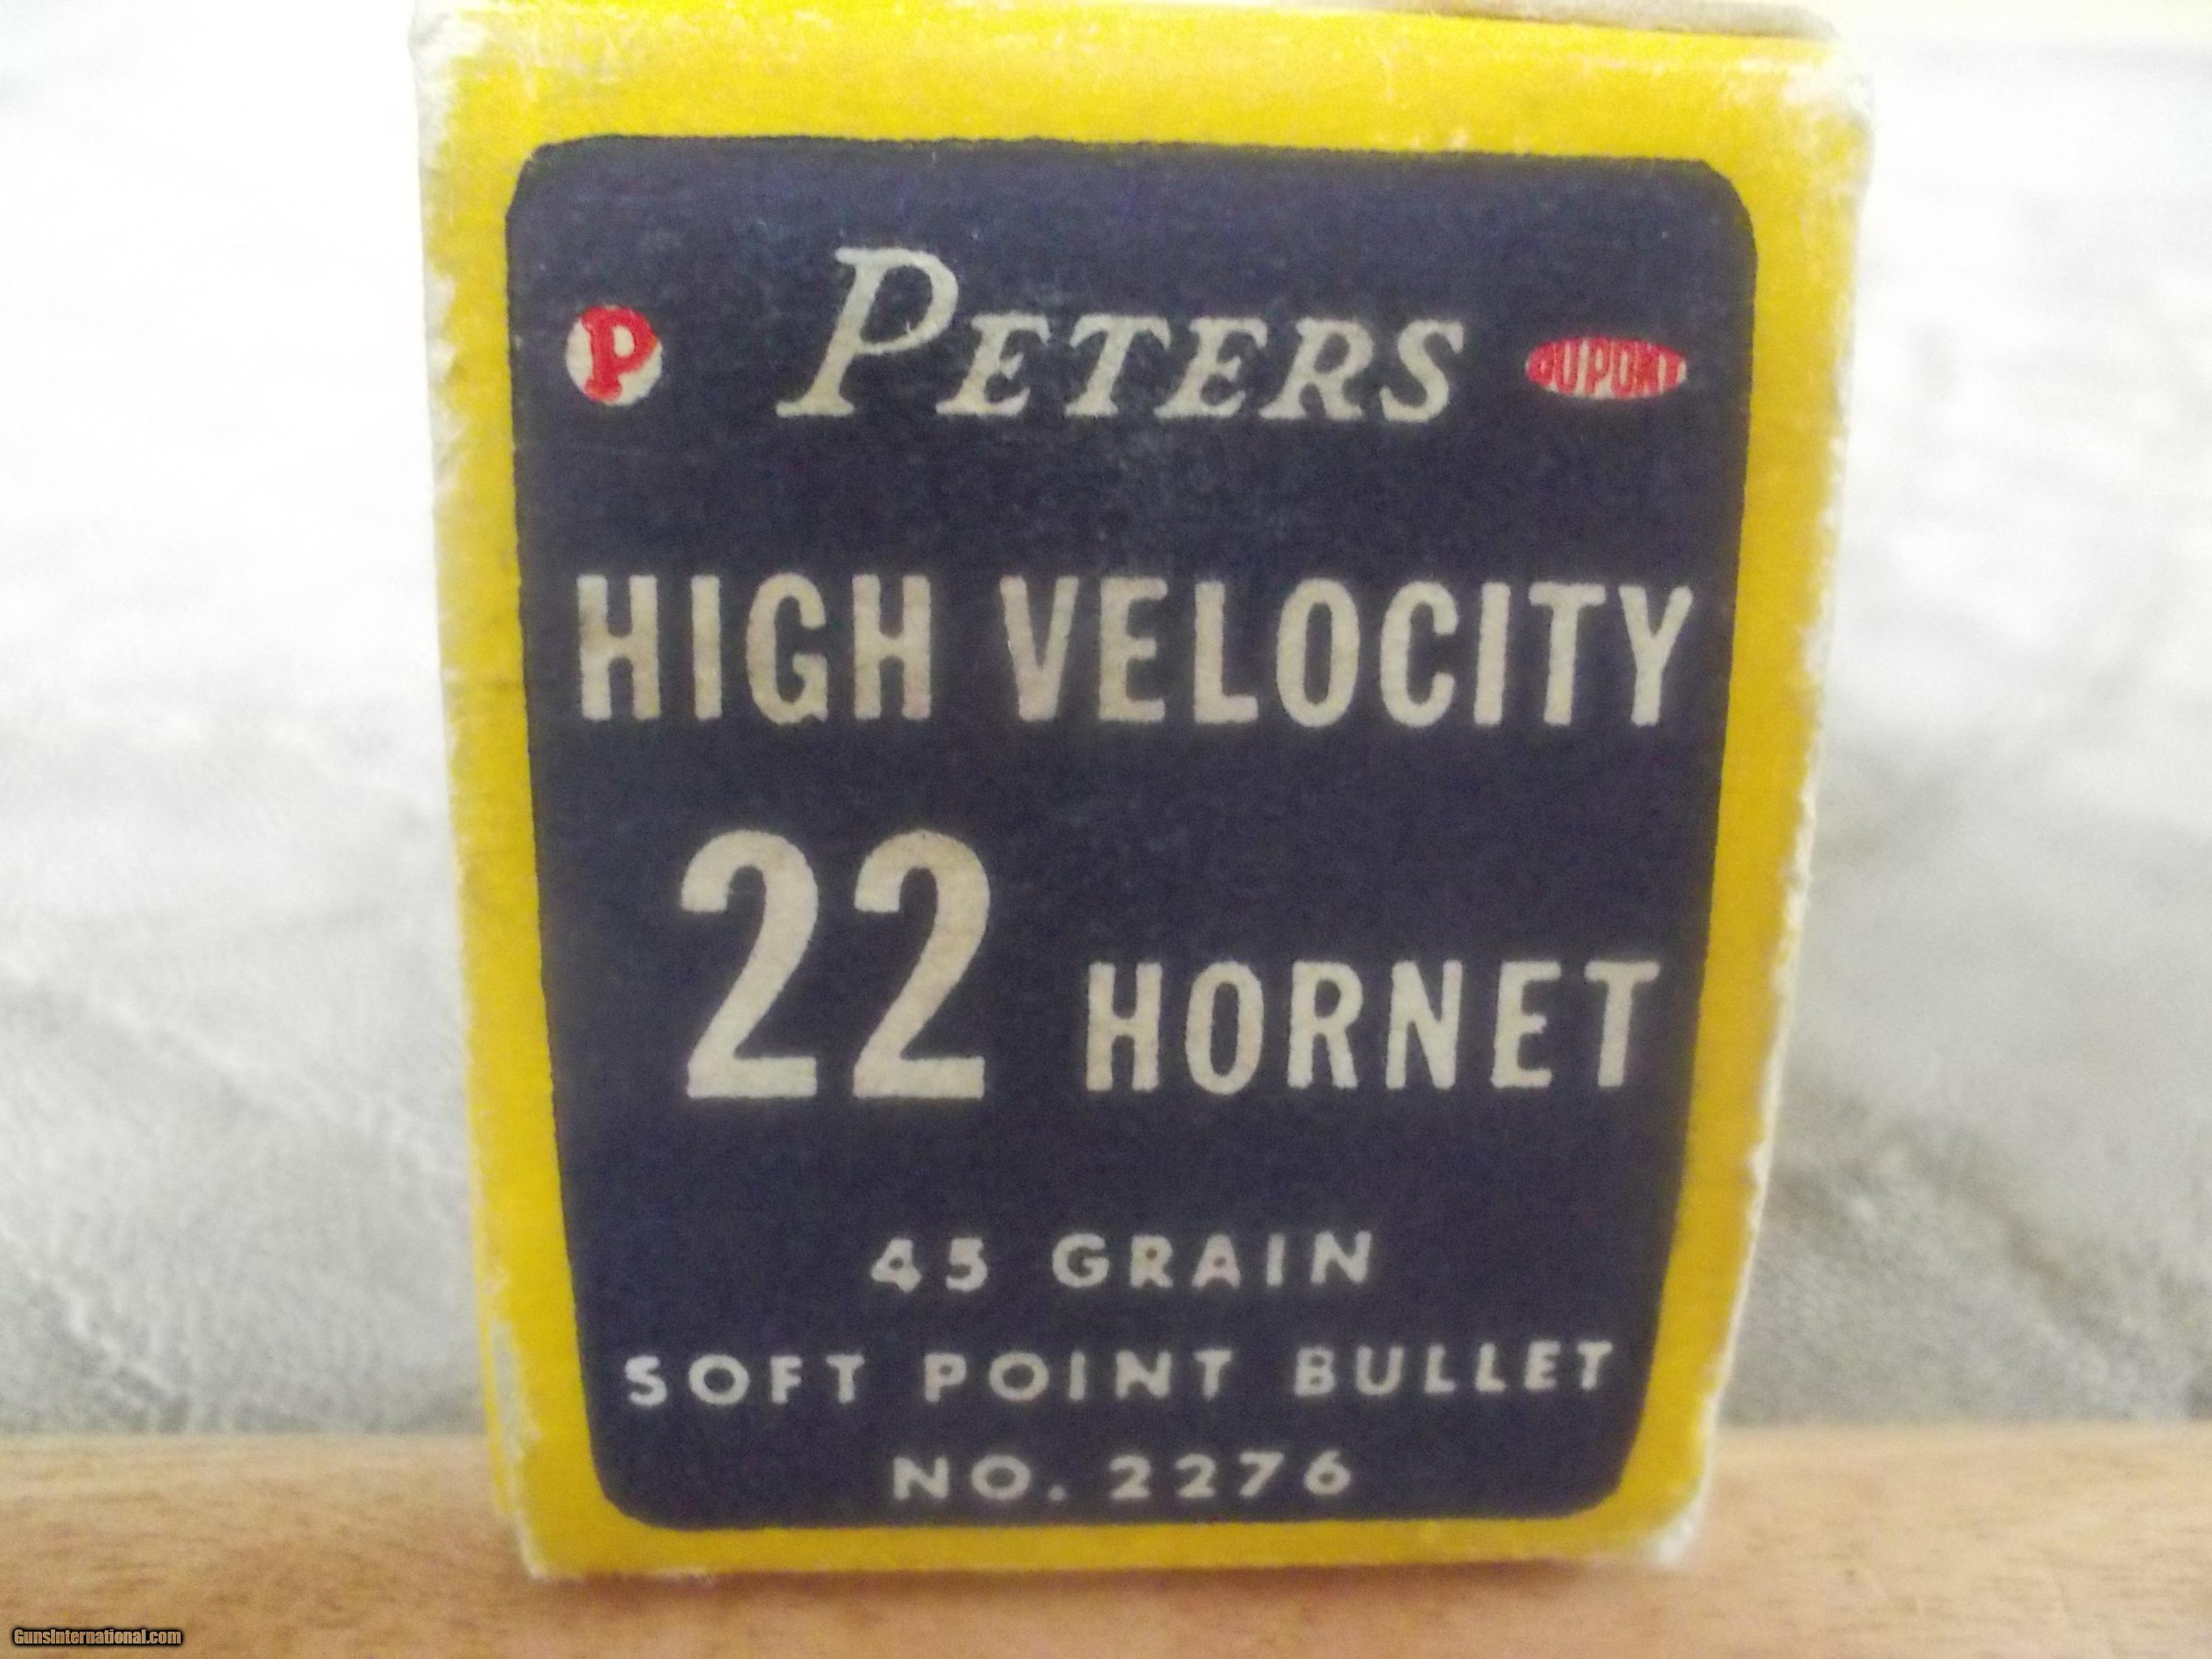 P PETERS DUPONT
HIGH VELOCITY
22 HORNET
45 GRAIN
SOFT POINT BULLET
NO. 2276
GunsInternational.com